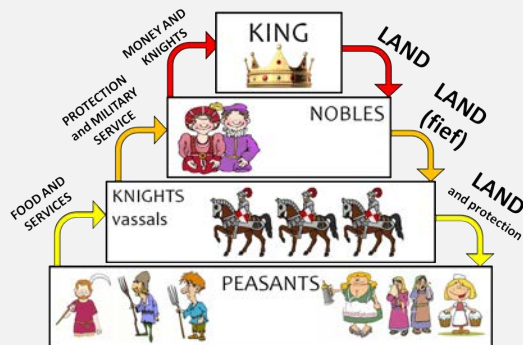 MONEY AND
KNIGHTS
KING
LAND
PROTECTION
and MILITARY
SERVICE
NOBLES
LAND
(fief)
FOOD AND
SERVICES
KNIGHTS
vassals
LAND
and protection
PEASANTS